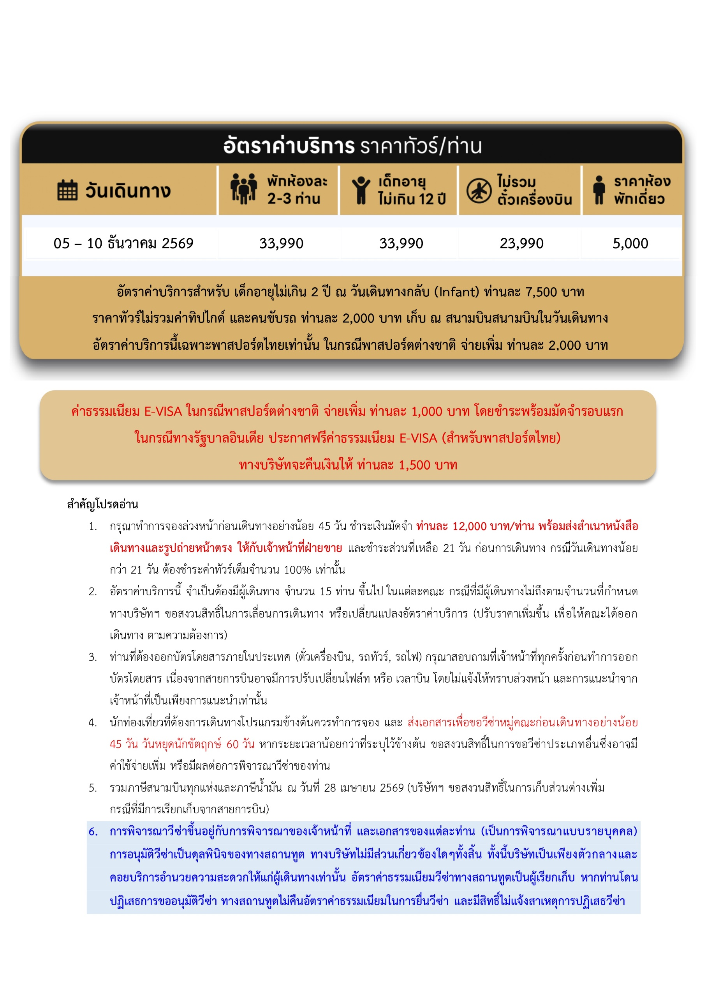 อัตราค่าบริการ ราคาทัวร์/ท่าน
วันเดินทาง
พักห้องละ
2-3 ท่าน
เด็กอายุ
ไม่เกิน 12 ปี
ไม่รวม
ตั๋วเครื่องบิน
ราคาห้อง
พักเดี่ยว
05 – 10 ธันวาคม 2569 33,990 33,990 23,990 5,000
อัตราค่าบริการสำหรับ เด็กอายุไม่เกิน 2 ปี ณ วันเดินทางกลับ (Infant) ท่านละ 7,500 บาท
ราคาทัวร์ไม่รวมค่าทิปไกด์ และคนขับรถ ท่านละ 2,000 บาท เก็บ ณ สนามบินสนามบินในวันเดินทาง
อัตราค่าบริการนี้เฉพาะพาสปอร์ตไทยเท่านั้น ในกรณีพาสปอร์ตต่างชาติ จ่ายเพิ่ม ท่านละ 2,000 บาท
ค่าธรรมเนียม E-VISA ในกรณีพาสปอร์ตต่างชาติ จ่ายเพิ่ม ท่านละ 1,000 บาท โดยชำระพร้อมมัดจำรอบแรก
ในกรณีทางรัฐบาลอินเดีย ประกาศฟรีค่าธรรมเนียม E-VISA (สำหรับพาสปอร์ตไทย)
ทางบริษัทจะคืนเงินให้ ท่านละ 1,500 บาท
สำคัญโปรดอ่าน
1. กรุณาทำการจองล่วงหน้าก่อนเดินทางอย่างน้อย 45 วัน ชำระเงินมัดจำ ท่านละ 12,000 บาท/ท่าน พร้อมส่งสำเนาหนังสือ
เดินทางและรูปถ่ายหน้าตรง ให้กับเจ้าหน้าที่ฝ่ายขาย และชำระส่วนที่เหลือ 21 วัน ก่อนการเดินทาง กรณีวันเดินทางน้อย
กว่า 21 วัน ต้องชำระค่าทัวร์เต็มจำนวน 100% เท่านั้น
2. อัตราค่าบริการนี้ จำเป็นต้องมีผู้เดินทาง จำนวน 15 ท่าน ขึ้นไป ในแต่ละคณะ กรณีที่มีผู้เดินทางไม่ถึงตามจำนวนที่กำหนด
ทางบริษัทฯ ขอสงวนสิทธิ์ในการเลื่อนการเดินทาง หรือเปลี่ยนแปลงอัตราค่าบริการ (ปรับราคาเพิ่มขึ้น เพื่อให้คณะได้ออก
เดินทาง ตามความต้องการ)
3. ท่านที่ต้องออกบัตรโดยสารภายในประเทศ (ตั๋วเครื่องบิน, รถทัวร์, รถไฟ) กรุณาสอบถามที่เจ้าหน้าที่ทุกครั้งก่อนทำการออก
บัตรโดยสาร เนื่องจากสายการบินอาจมีการปรับเปลี่ยนไฟล์ท หรือ เวลาบิน โดยไม่แจ้งให้ทราบล่วงหน้า และการแนะนำจาก
เจ้าหน้าที่เป็นเพียงการแนะนำเท่านั้น
4. นักท่องเที่ยวที่ต้องการเดินทางโปรแกรมข้างต้นควรทำการจอง และ ส่งเอกสารเพื่อขอวีซ่าหมู่คณะก่อนเดินทางอย่างน้อย
45 วัน วันหยุดนักขัตฤกษ์ 60 วัน หากระยะเวลาน้อยกว่าที่ระบุไว้ข้างต้น ขอสงวนสิทธิ์ในการขอวีซ่าประเภทอื่นซึ่งอาจมี
ค่าใช้จ่ายเพิ่ม หรือมีผลต่อการพิจารณาวีซ่าของท่าน
5. รวมภาษีสนามบินทุกแห่งและภาษีน้ำมัน ณ วันที่ 28 เมษายน 2569 (บริษัทฯ ขอสงวนสิทธิ์ในการเก็บส่วนต่างเพิ่ม
กรณีที่มีการเรียกเก็บจากสายการบิน)
6. การพิจารณาวีซ่าขึ้นอยู่กับการพิจารณาของเจ้าหน้าที่ และเอกสารของแต่ละท่าน (เป็นการพิจารณาแบบรายบุคคล)
การอนุมัติวีซ่าเป็นดุลพินิจของทางสถานทูต ทางบริษัทไม่มีส่วนเกี่ยวข้องใดๆทั้งสิ้น ทั้งนี้บริษัทเป็นเพียงตัวกลางและ
คอยบริการอำนวยความสะดวกให้แก่ผู้เดินทางเท่านั้น อัตราค่าธรรมเนียมวีซ่าทางสถานทูตเป็นผู้เรียกเก็บ หากท่านโดน
ปฏิเสธการขออนุมัติวีซ่า ทางสถานทูตไม่คืนอัตราค่าธรรมเนียมในการยื่นวีซ่า และมีสิทธิ์ไม่แจ้งสาเหตุการปฏิเสธวีซ่า